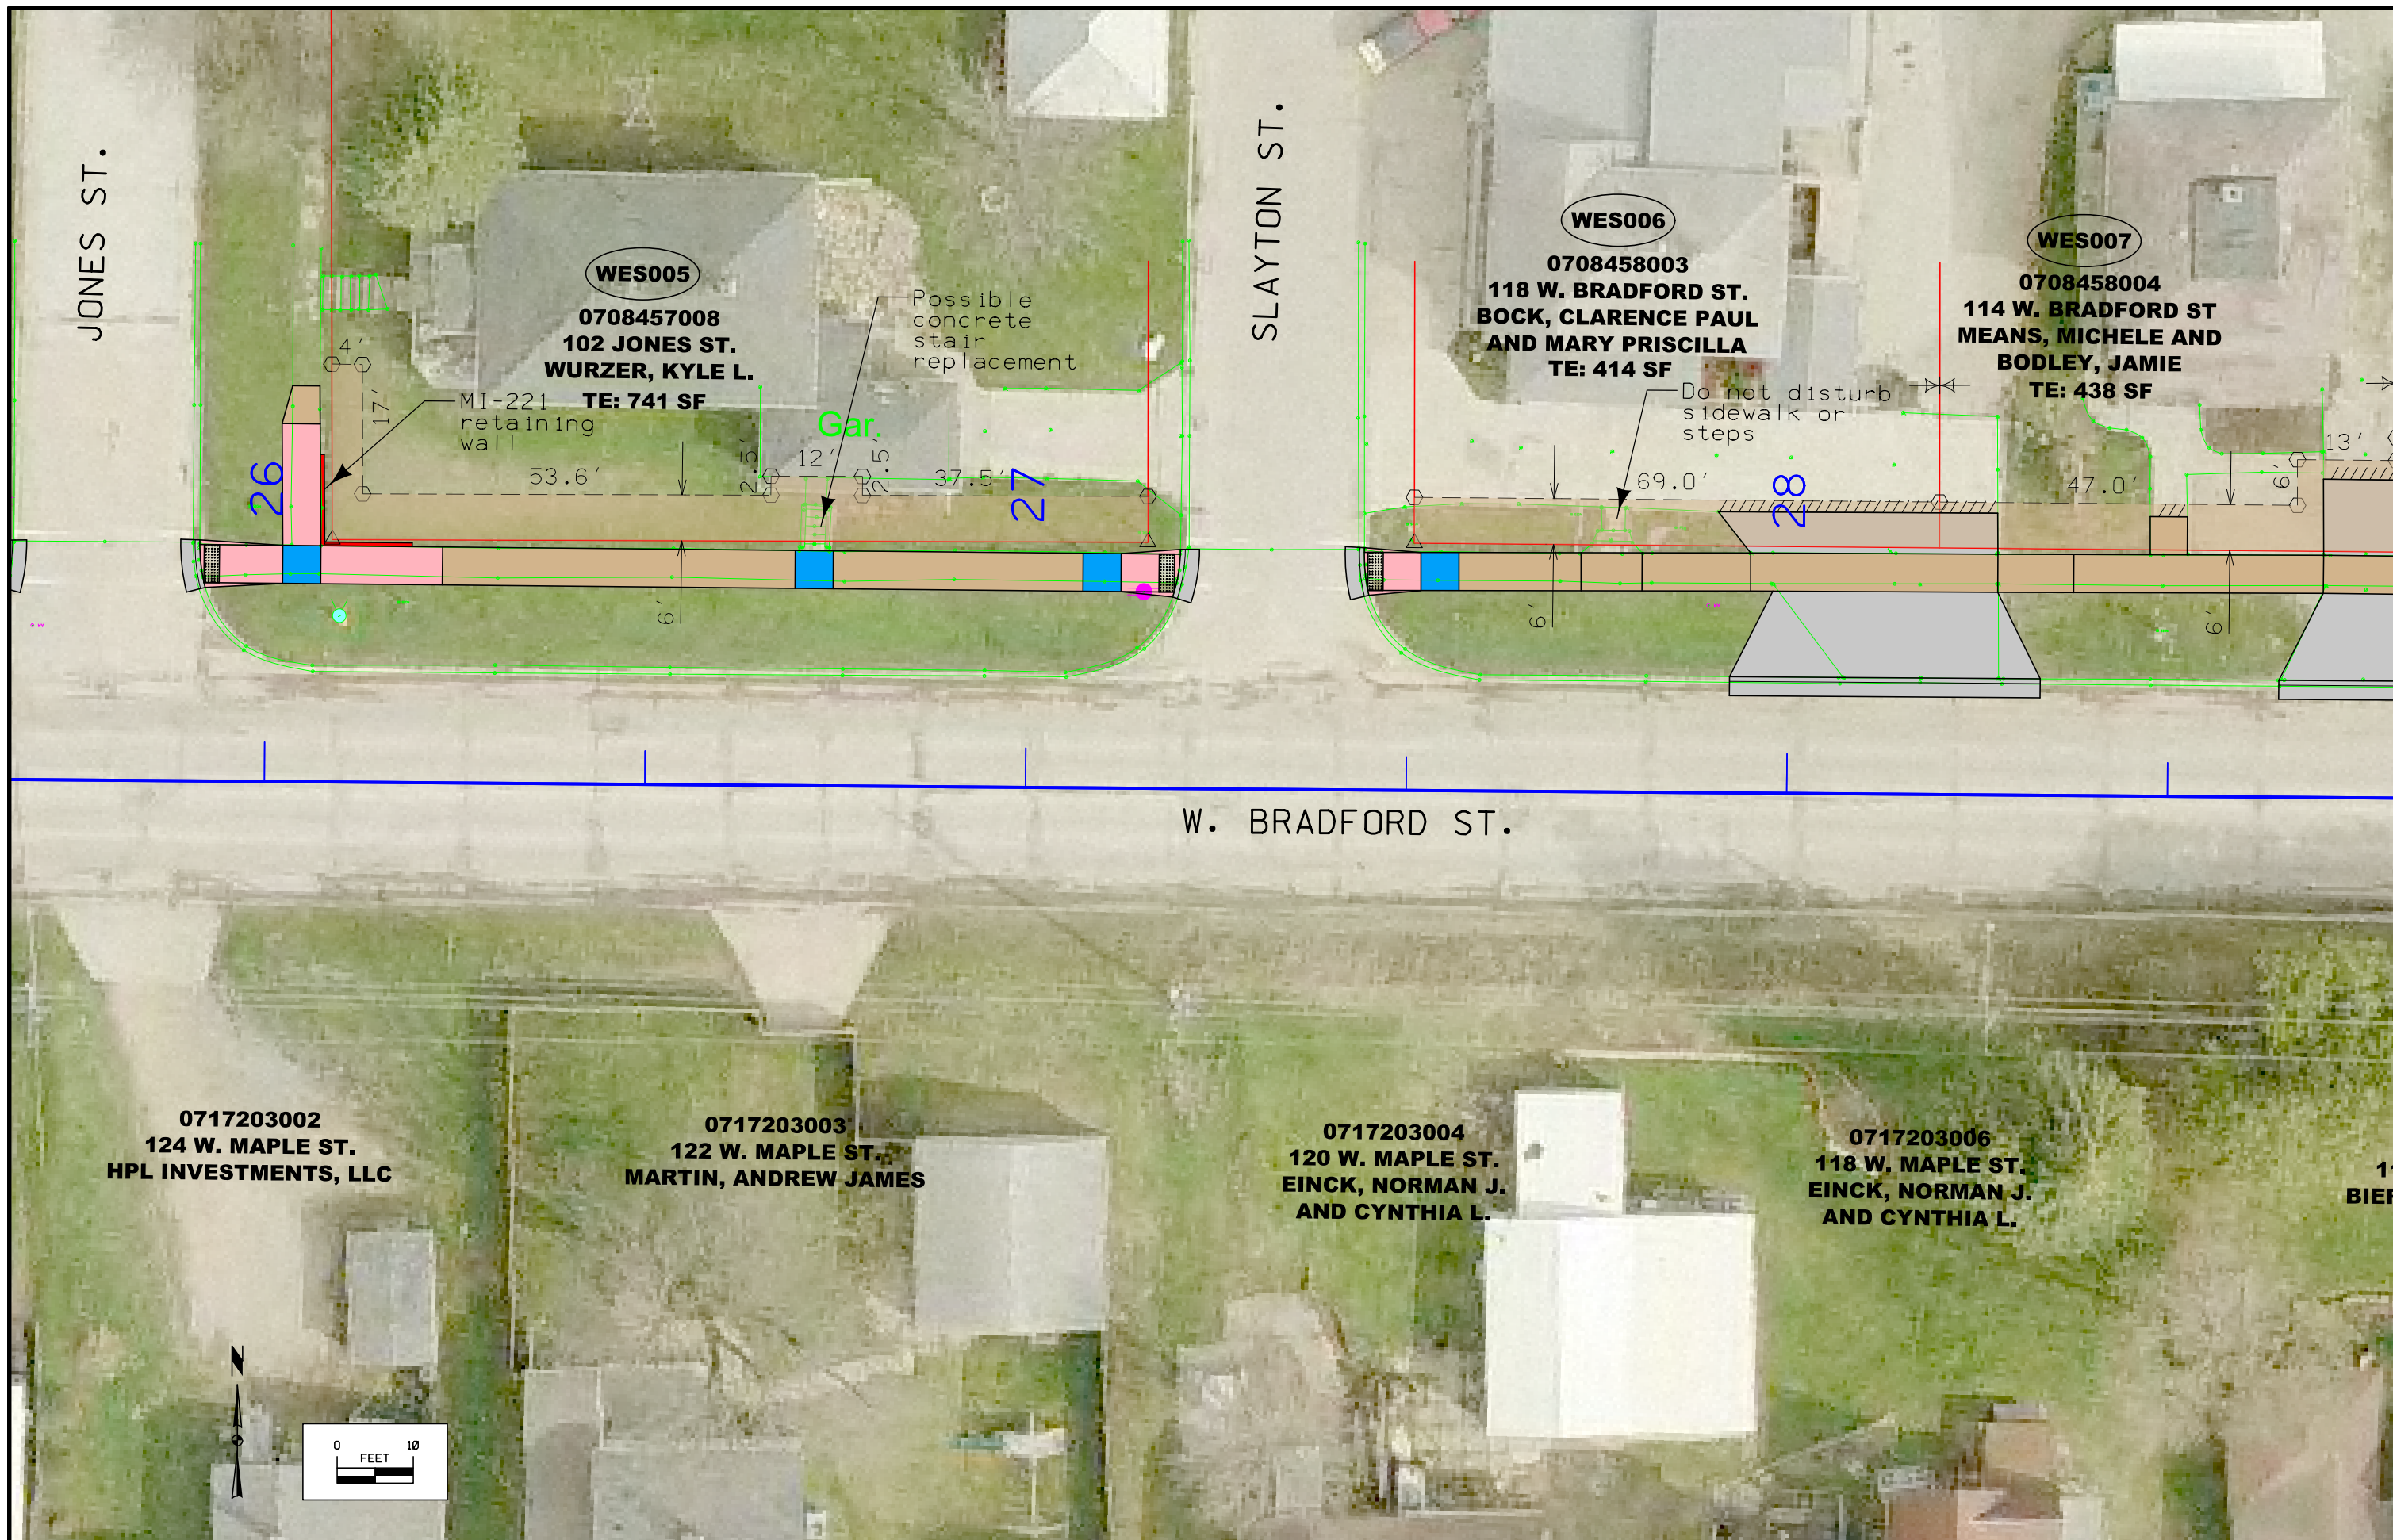 JONES ST.
SLAYTON ST.
WES005
0708457008
102 JONES ST.
WURZER, KYLE L.
TE: 741 SF
Possible
concrete
stair
replacement
MI-221
retaining
wall
Gar.
4'
17'
53.6'
2.5'
12'
2.5'
37.5'
26
27
6'
WES006
0708458003
118 W. BRADFORD ST.
BOCK, CLARENCE PAUL
AND MARY PRISCILLA
TE: 414 SF
Do not disturb
sidewalk or
steps
69.0'
28
6'
WES007
0708458004
114 W. BRADFORD ST
MEANS, MICHELE AND
BODLEY, JAMIE
TE: 438 SF
47.0'
13'
6'
6'
W. BRADFORD ST.
0717203002
124 W. MAPLE ST.
HPL INVESTMENTS, LLC
0717203003
122 W. MAPLE ST.
MARTIN, ANDREW JAMES
0717203004
120 W. MAPLE ST.
EINCK, NORMAN J.
AND CYNTHIA L.
0717203006
118 W. MAPLE ST.
EINCK, NORMAN J.
AND CYNTHIA L.
N
0 10
FEET